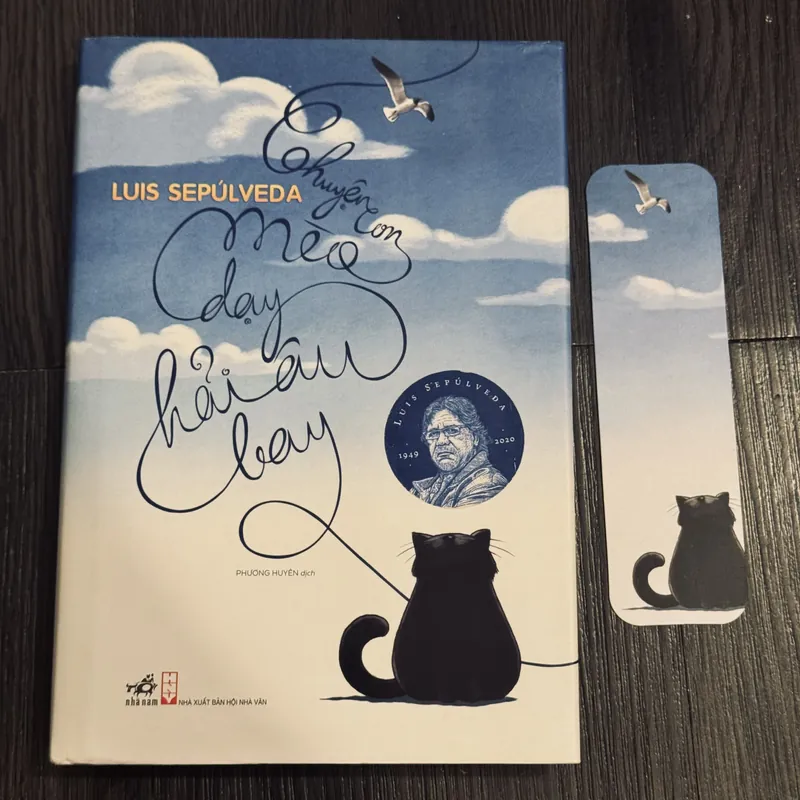 LUIS SEPÚLVEDA
Chuyện con
mèo
dạy
hải âu
bay
LUIS SEPÚLVEDA
1949
2020
PHƯƠNG HUYÊN dịch
nhã nam
NHÀ XUẤT BẢN HỘI NHÀ VĂN